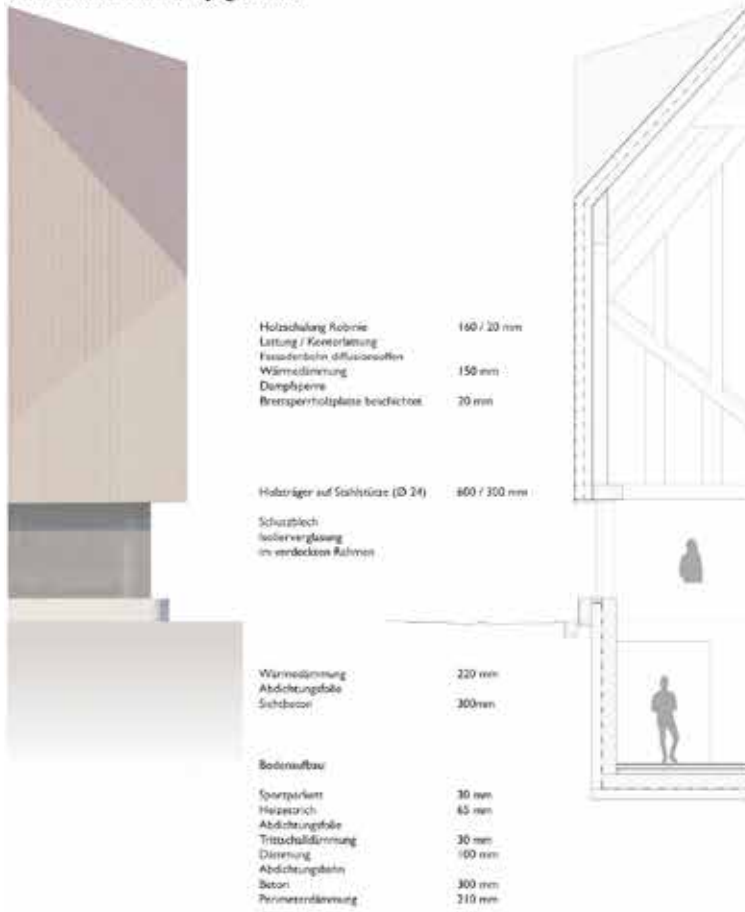 Holzschalung Robinie 160 / 20 mm
Lattung / Konterlattung
Fassadenbahn diffusionsoffen
Wärmedämmung 150 mm
Dampfsperre
Brettsperrholzplatte beschichtet 20 mm
Holzträger auf Stahlstütze (Ø 24) 600 / 300 mm
Schutzblech
Isolierverglasung
im verdeckten Rahmen
Wärmedämmung 220 mm
Abdichtungsfolie
Sichtbeton 300mm
Bodenaufbau
Sportparkett 30 mm
Heizestrich 65 mm
Abdichtungsfolie
Trittschalldämmung 30 mm
Dämmung 100 mm
Abdichtungsbahn
Beton 300 mm
Perimeterdämmung 210 mm